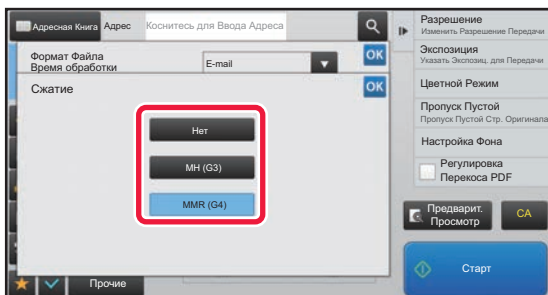 Адресная Книга
Адрес
Коснитесь для Ввода Адреса
Формат Файла
Время обработки
E-mail
OK
Сжатие
OK
Нет
MH (G3)
MMR (G4)
Прочие
Разрешение
Изменить Разрешение Передачи
Экспозиция
Указать Экспозиц. для Передачи
Цветной Режим
Пропуск Пустой
Пропуск Пустой Стр. Оригинала
Настройка Фона
Регулировка
Перекоса PDF
Предварит.
Просмотр
CA
Старт